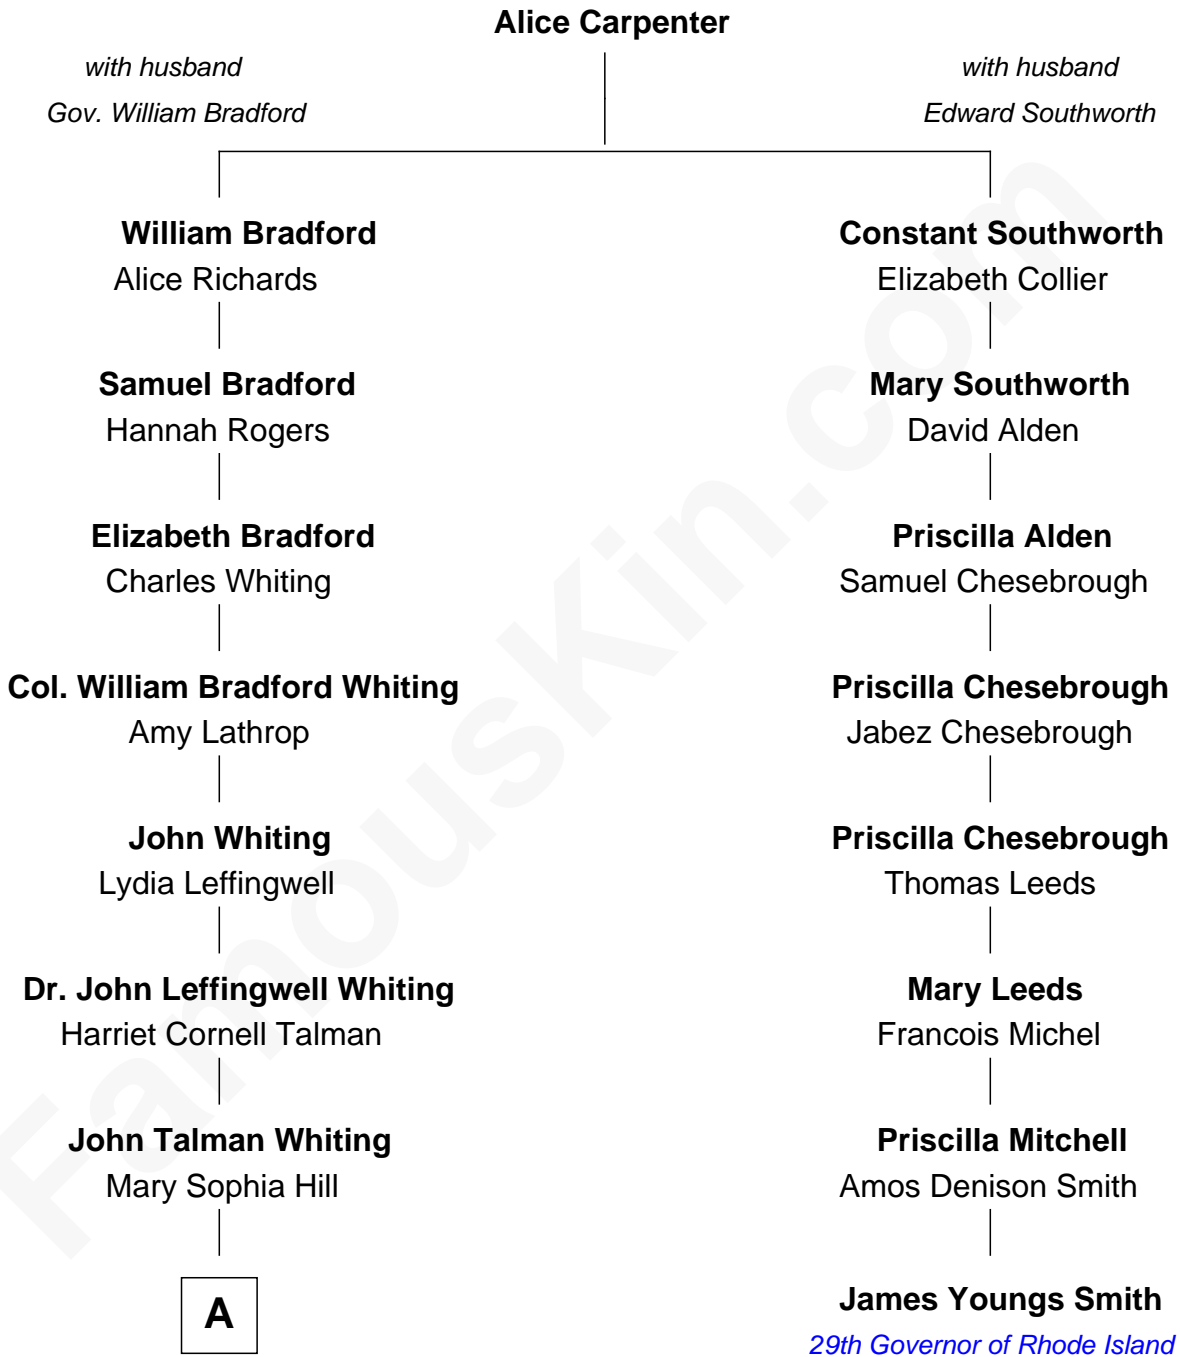 Alice Carpenter
with husband
Gov. William Bradford
with husband
Edward Southworth
William Bradford
Alice Richards
Constant Southworth
Elizabeth Collier
Samuel Bradford
Hannah Rogers
Mary Southworth
David Alden
Elizabeth Bradford
Charles Whiting
Priscilla Alden
Samuel Chesebrough
Col. William Bradford Whiting
Amy Lathrop
Priscilla Chesebrough
Jabez Chesebrough
John Whiting
Lydia Leffingwell
Priscilla Chesebrough
Thomas Leeds
Dr. John Leffingwell Whiting
Harriet Cornell Talman
Mary Leeds
Francois Michel
John Talman Whiting
Mary Sophia Hill
Priscilla Mitchell
Amos Denison Smith
A
James Youngs Smith
29th Governor of Rhode Island
FamousKin.com